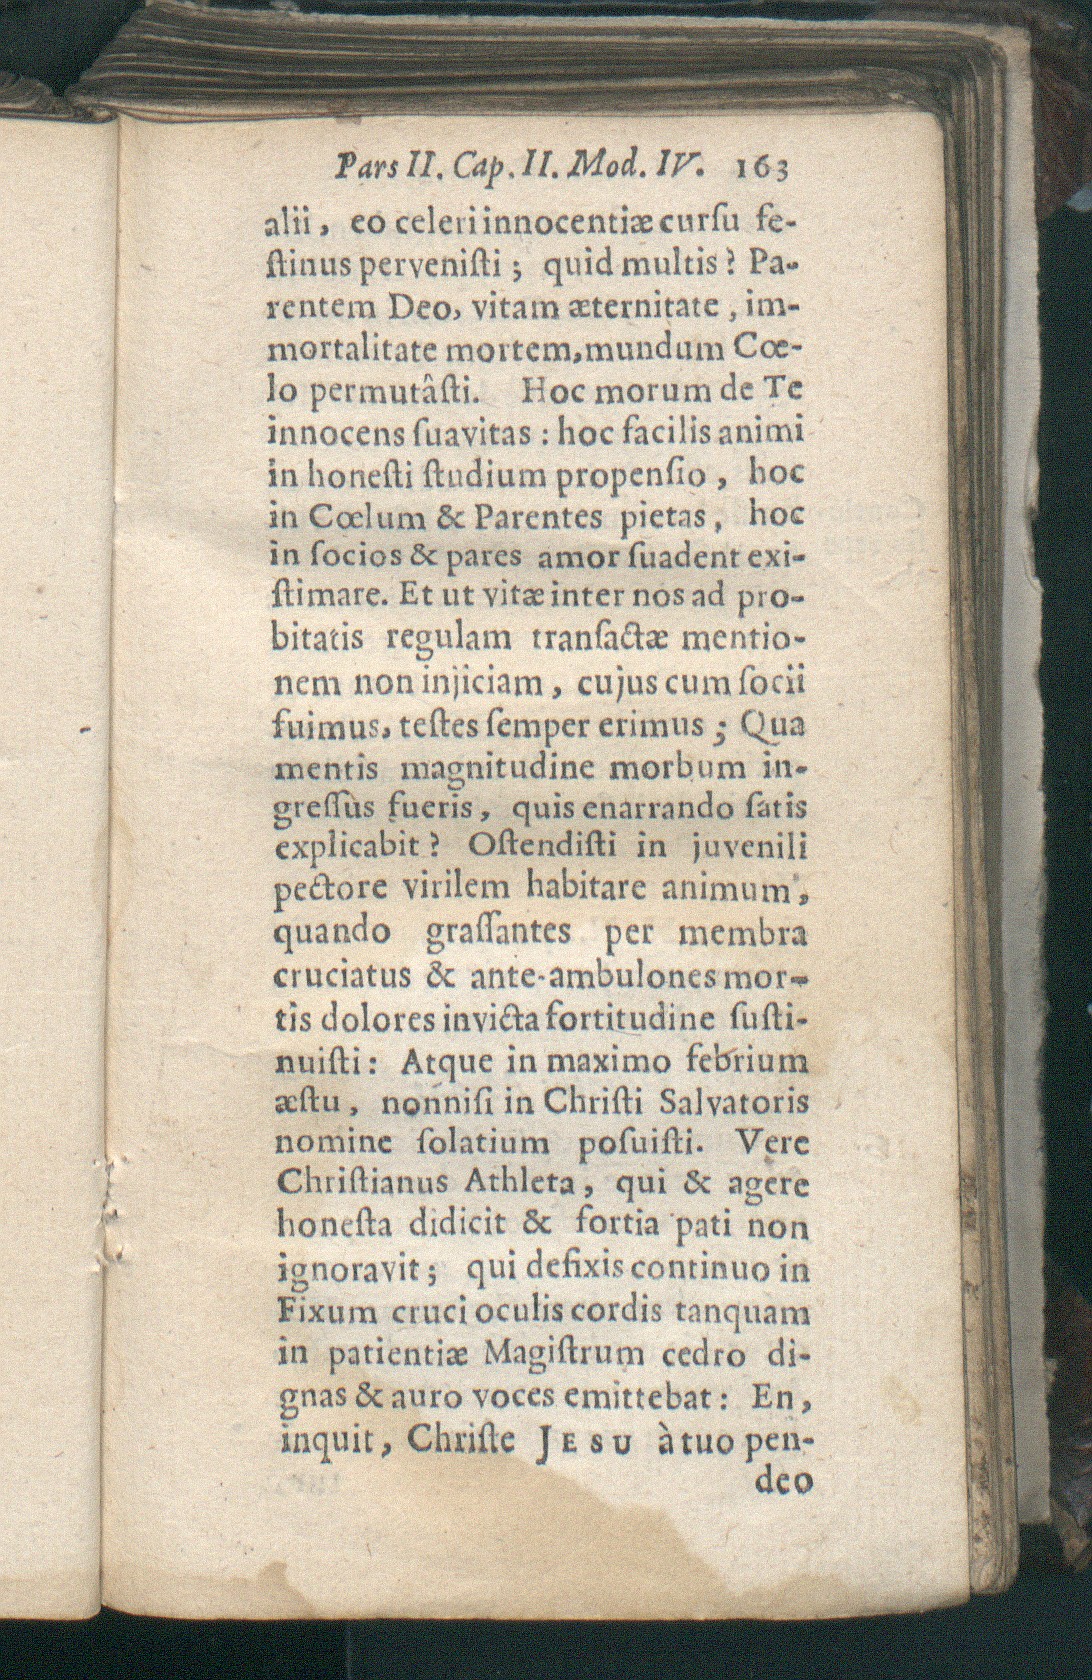 Pars II. Cap. II. Mod. IV. 163
alii, eo celeri innocentiæ curſu fe-
ſtinus perveniſti; quid multis? Pa-
rentem Deo, vitam æternitate, im-
mortalitate mortem, mundum Cœ-
lo permutâſti. Hoc morum de Te
innocens ſuavitas: hoc facilis animi
in honeſti ſtudium propenſio, hoc
in Cœlum & Parentes pietas, hoc
in ſocios & pares amor ſuadent exi-
ſtimare. Et ut vitæ inter nos ad pro-
bitatis regulam tranſactæ mentio-
nem non injiciam, cujus cum ſocii
fuimus, teſtes ſemper erimus; Qua
mentis magnitudine morbum in-
greſſus fueris, quis enarrando ſatis
explicabit? Oſtendiſti in juvenili
pectore virilem habitare animum,
quando graſſantes per membra
cruciatus & ante-ambulones mor-
tis dolores invicta fortitudine ſuſti-
nuiſti: Atque in maximo febrium
æſtu, nonniſi in Chriſti Salvatoris
nomine ſolatium poſuiſti. Vere
Chriſtianus Athleta, qui & agere
honeſta didicit & fortia pati non
ignoravit; qui defixis continuo in
Fixum cruci oculis cordis tanquam
in patientiæ Magiſtrum cedro di-
gnas & auro voces emittebat: En,
inquit, Chriſte JESU à tuo pen-
deo